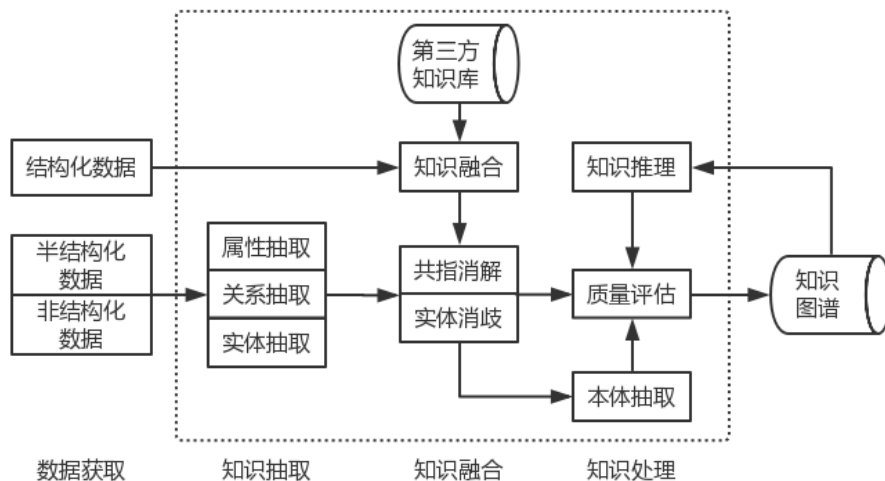 第三方
知识库
结构化数据
知识融合
知识推理
半结构化
数据
非结构化
数据
属性抽取
关系抽取
实体抽取
共指消解
实体消歧
质量评估
知识
图谱
本体抽取
数据获取
知识抽取
知识融合
知识处理